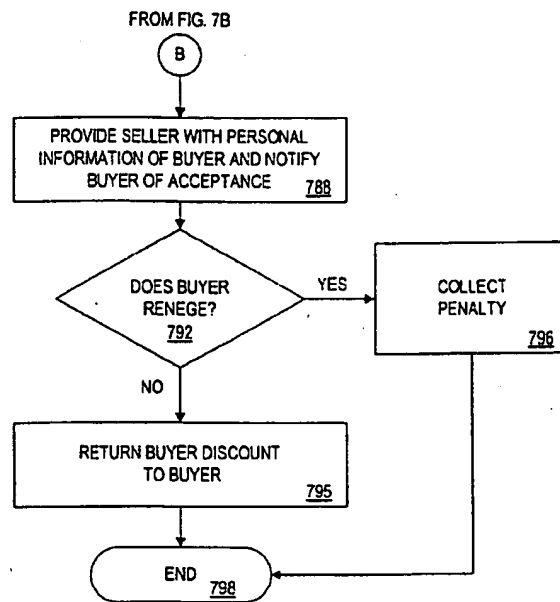 FROM FIG. 7B
B
PROVIDE SELLER WITH PERSONAL
INFORMATION OF BUYER AND NOTIFY
BUYER OF ACCEPTANCE
788
DOES BUYER
RENEGE?
792
YES
COLLECT
PENALTY
796
NO
RETURN BUYER DISCOUNT
TO BUYER
795
END
798